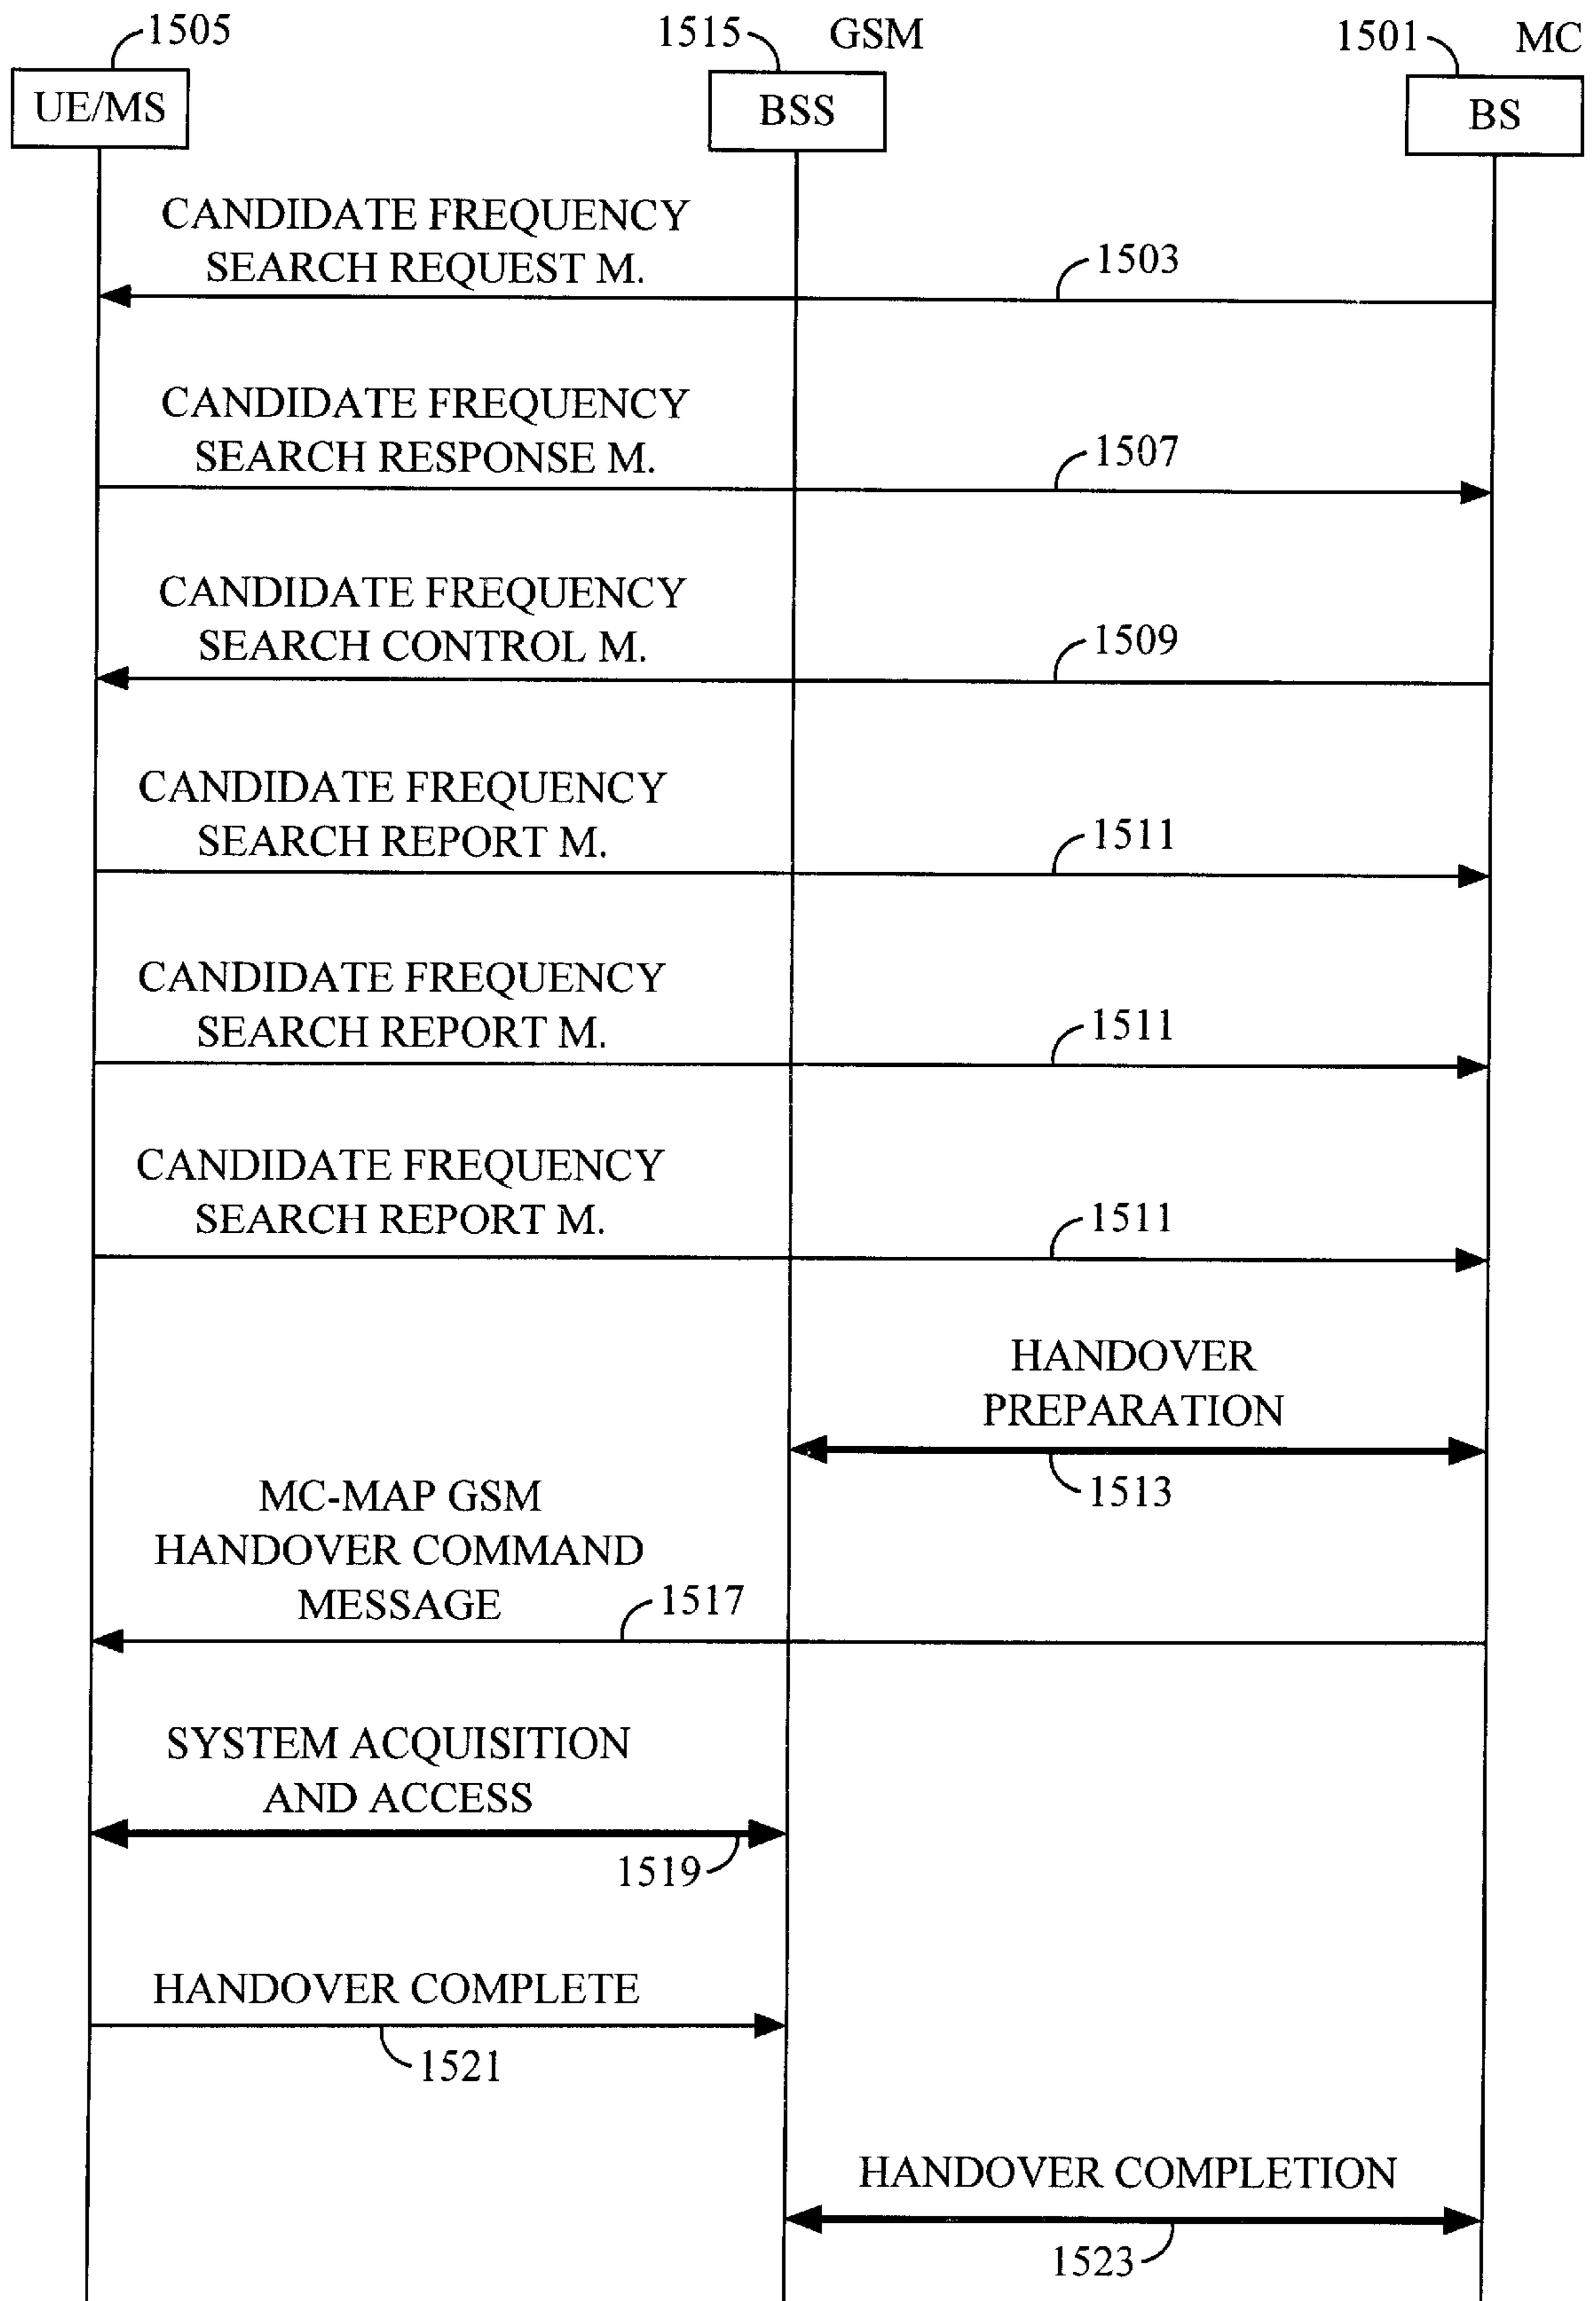 1505
1515 GSM
1501 MC
UE/MS
BSS
BS
CANDIDATE FREQUENCY
SEARCH REQUEST M.
1503
CANDIDATE FREQUENCY
SEARCH RESPONSE M.
1507
CANDIDATE FREQUENCY
SEARCH CONTROL M.
1509
CANDIDATE FREQUENCY
SEARCH REPORT M.
1511
CANDIDATE FREQUENCY
SEARCH REPORT M.
1511
CANDIDATE FREQUENCY
SEARCH REPORT M.
1511
HANDOVER
PREPARATION
1513
MC-MAP GSM
HANDOVER COMMAND
MESSAGE
1517
SYSTEM ACQUISITION
AND ACCESS
1519
HANDOVER COMPLETE
1521
HANDOVER COMPLETION
1523